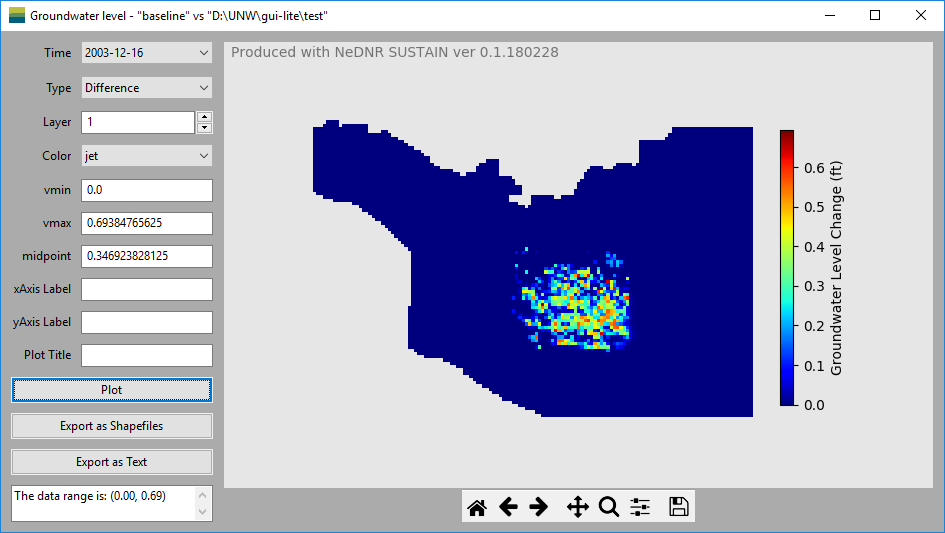 Groundwater level - "baseline" vs "D:\UNW\gui-lite\test"
Time 2003-12-16
Type Difference
Layer 1
Color jet
vmin 0.0
vmax 0.69384765625
midpoint 0.346923828125
xAxis Label
yAxis Label
Plot Title
Plot
Export as Shapefiles
Export as Text
The data range is: (0.00, 0.69)
Produced with NeDNR SUSTAIN ver 0.1.180228
0.6
0.5
0.4
0.3
0.2
0.1
0.0
Groundwater Level Change (ft)